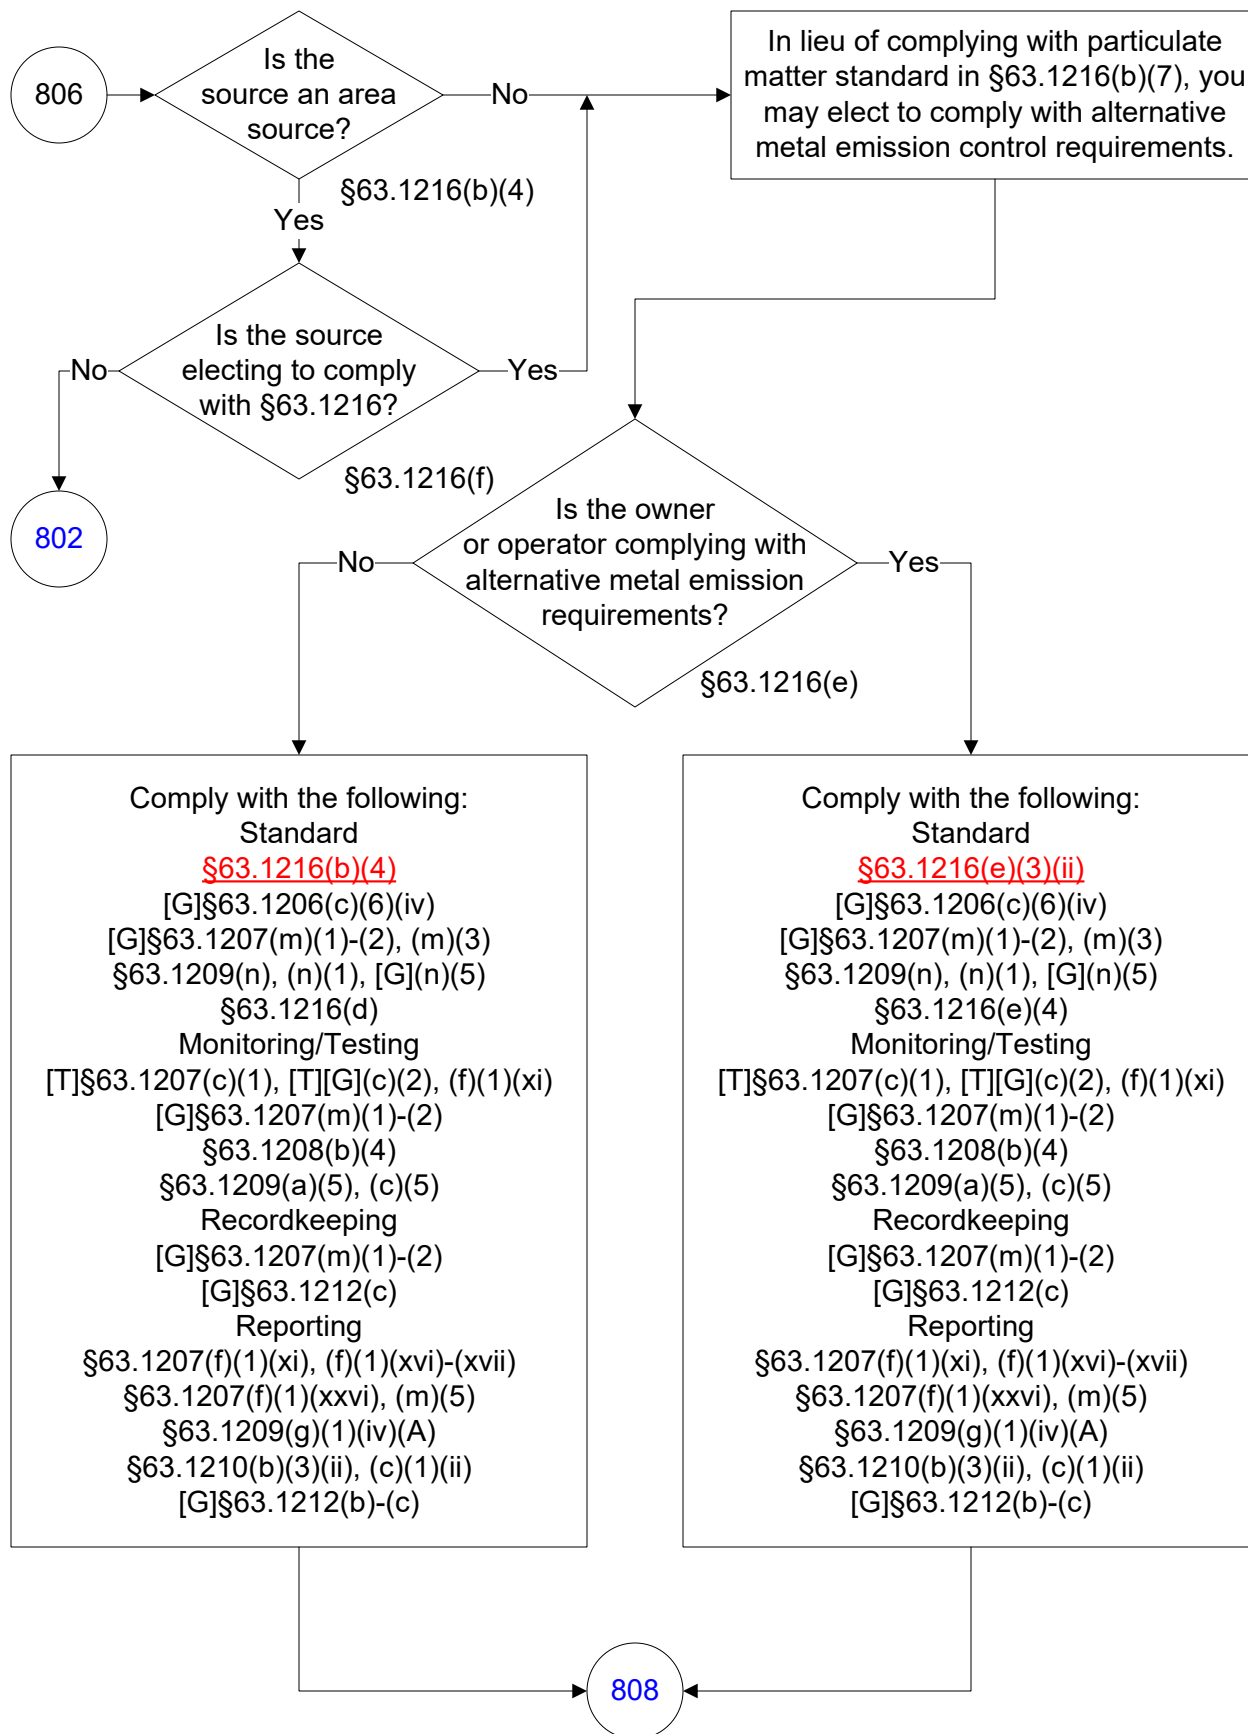 806
Is the
source an area
source?
No
In lieu of complying with particulate
matter standard in §63.1216(b)(7), you
may elect to comply with alternative
metal emission control requirements.
§63.1216(b)(4)
Yes
Is the source
electing to comply
with §63.1216?
No
Yes
§63.1216(f)
802
Is the owner
or operator complying with
alternative metal emission
requirements?
No
Yes
§63.1216(e)
Comply with the following:
Standard
§63.1216(b)(4)
[G]§63.1206(c)(6)(iv)
[G]§63.1207(m)(1)-(2), (m)(3)
§63.1209(n), (n)(1), [G](n)(5)
§63.1216(d)
Monitoring/Testing
[T]§63.1207(c)(1), [T][G](c)(2), (f)(1)(xi)
[G]§63.1207(m)(1)-(2)
§63.1208(b)(4)
§63.1209(a)(5), (c)(5)
Recordkeeping
[G]§63.1207(m)(1)-(2)
[G]§63.1212(c)
Reporting
§63.1207(f)(1)(xi), (f)(1)(xvi)-(xvii)
§63.1207(f)(1)(xxvi), (m)(5)
§63.1209(g)(1)(iv)(A)
§63.1210(b)(3)(ii), (c)(1)(ii)
[G]§63.1212(b)-(c)
Comply with the following:
Standard
§63.1216(e)(3)(ii)
[G]§63.1206(c)(6)(iv)
[G]§63.1207(m)(1)-(2), (m)(3)
§63.1209(n), (n)(1), [G](n)(5)
§63.1216(e)(4)
Monitoring/Testing
[T]§63.1207(c)(1), [T][G](c)(2), (f)(1)(xi)
[G]§63.1207(m)(1)-(2)
§63.1208(b)(4)
§63.1209(a)(5), (c)(5)
Recordkeeping
[G]§63.1207(m)(1)-(2)
[G]§63.1212(c)
Reporting
§63.1207(f)(1)(xi), (f)(1)(xvi)-(xvii)
§63.1207(f)(1)(xxvi), (m)(5)
§63.1209(g)(1)(iv)(A)
§63.1210(b)(3)(ii), (c)(1)(ii)
[G]§63.1212(b)-(c)
808